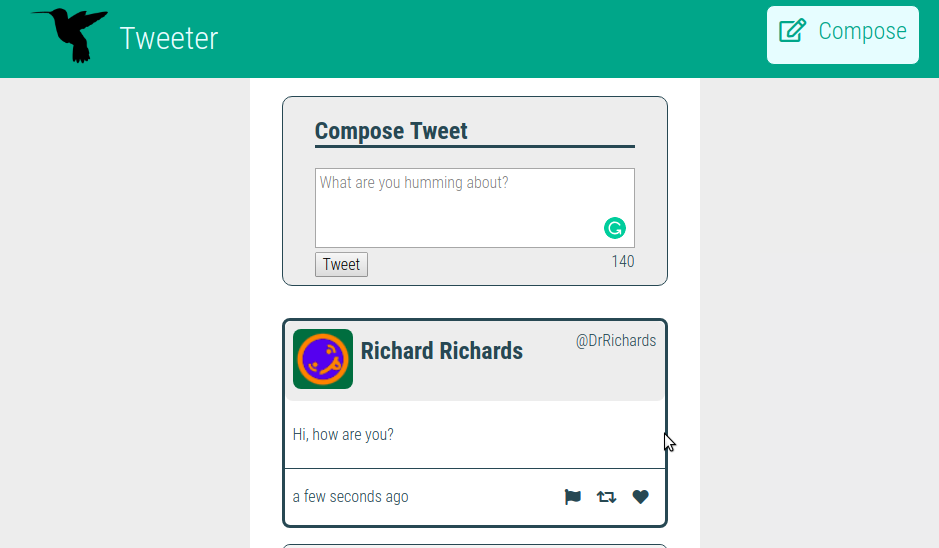 Tweeter
Compose
Compose Tweet
What are you humming about?
Tweet
140
Richard Richards
@DrRichards
Hi, how are you?
a few seconds ago